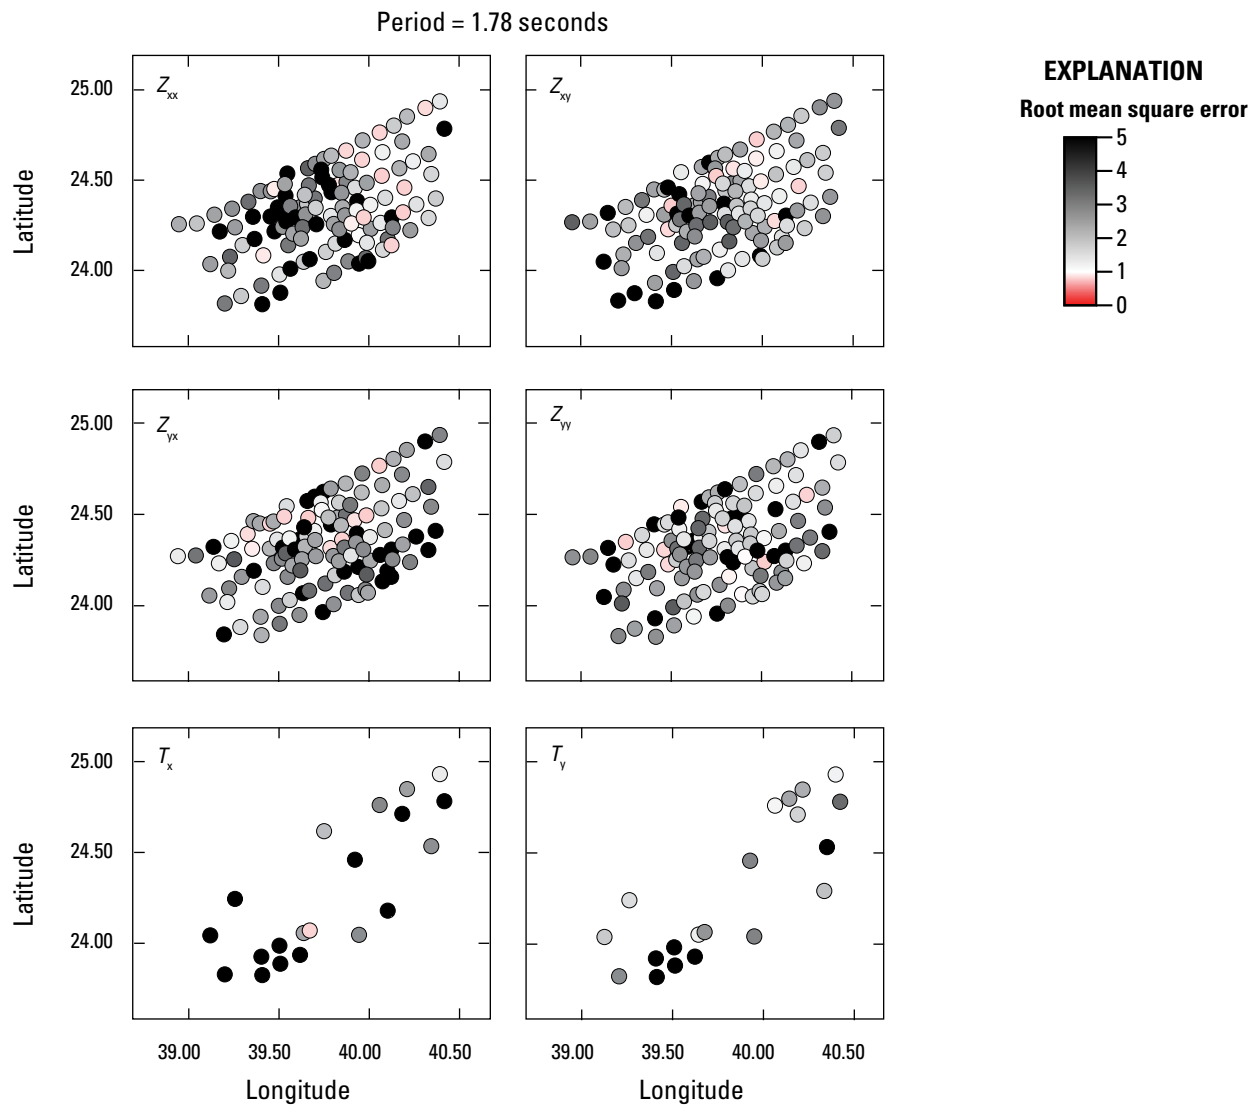 Period = 1.78 seconds
EXPLANATION
Root mean square error
5
4
3
2
1
0
Latitude
25.00
24.50
24.00
Zxx
Zxy
Latitude
25.00
24.50
24.00
Zyx
Zyy
Latitude
25.00
24.50
24.00
Tx
Ty
39.00 39.50 40.00 40.50
39.00 39.50 40.00 40.50
Longitude
Longitude